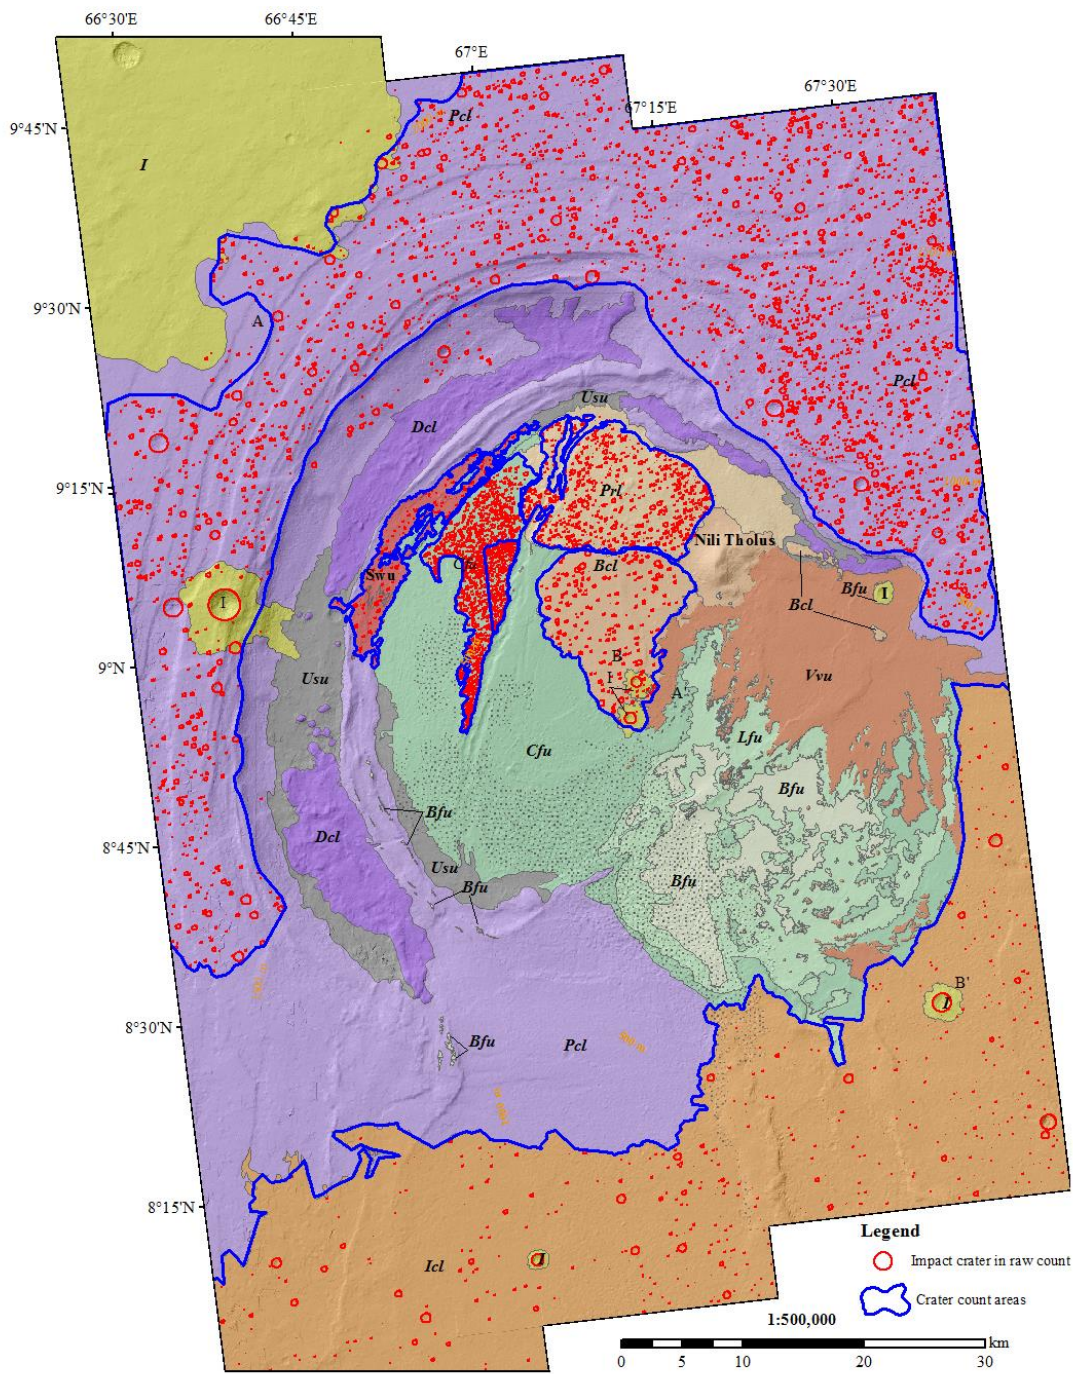 66°30'E
66°45'E
67°E
67°15'E
67°30'E
9°45'N
Pcl
I
9°30'N
A
Pcl
Usu
Dcl
9°15'N
Prl
Nili Tholus
Cfu
Bcl
Swu
Bfu
I
Bcl
I
9°N
B
I
Usu
Vvu
A'
Lfu
Cfu
Bfu
Bfu
Dcl
8°45'N
Usu
Bfu
Bfu
B'
I
8°30'N
Bfu
Pcl
8°15'N
Icl
I
Legend
Impact crater in raw count
Crater count areas
1:500,000
km
0 5 10 20 30